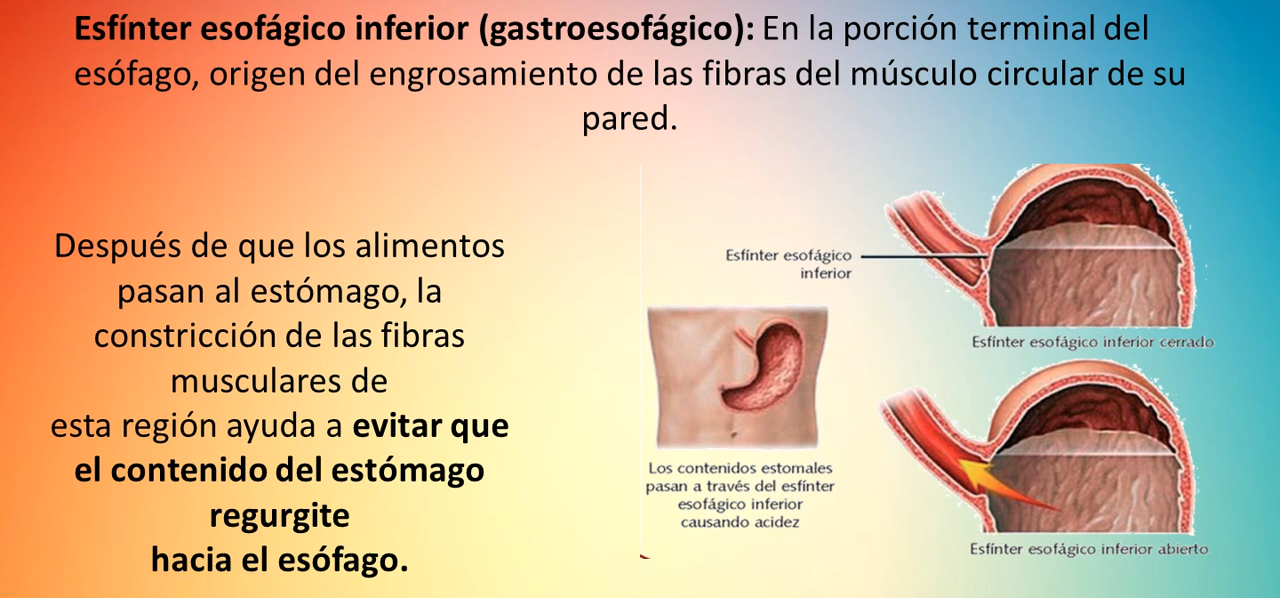 Esfínter esofágico inferior (gastroesofágico): En la porción terminal del
esófago, origen del engrosamiento de las fibras del músculo circular de su
pared.
Después de que los alimentos
pasan al estómago, la
constricción de las fibras
musculares de
esta región ayuda a evitar que
el contenido del estómago
regurgite
hacia el esófago.
Esfínter esofágico
inferior
Esfínter esofágico inferior cerrado
Los contenidos estomales
pasan a través del esfínter
esofágico inferior
causando acidez
Esfínter esofágico inferior abierto